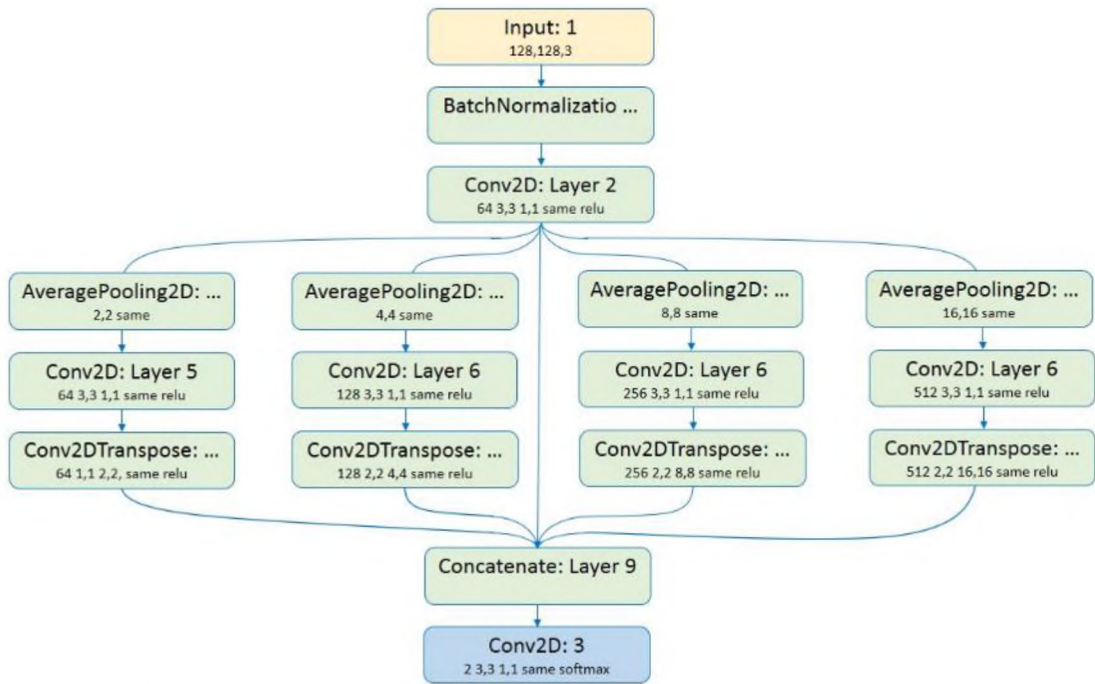 Input: 1
128,128,3
BatchNormalizatio ...
Conv2D: Layer 2
64 3,3 1,1 same relu
AveragePooling2D: ...
2,2 same
AveragePooling2D: ...
4,4 same
AveragePooling2D: ...
8,8 same
AveragePooling2D: ...
16,16 same
Conv2D: Layer 5
64 3,3 1,1 same relu
Conv2D: Layer 6
128 3,3 1,1 same relu
Conv2D: Layer 6
256 3,3 1,1 same relu
Conv2D: Layer 6
512 3,3 1,1 same relu
Conv2DTranspose: ...
64 1,1 2,2, same relu
Conv2DTranspose: ...
128 2,2 4,4 same relu
Conv2DTranspose: ...
256 2,2 8,8 same relu
Conv2DTranspose: ...
512 2,2 16,16 same relu
Concatenate: Layer 9
Conv2D: 3
2 3,3 1,1 same softmax